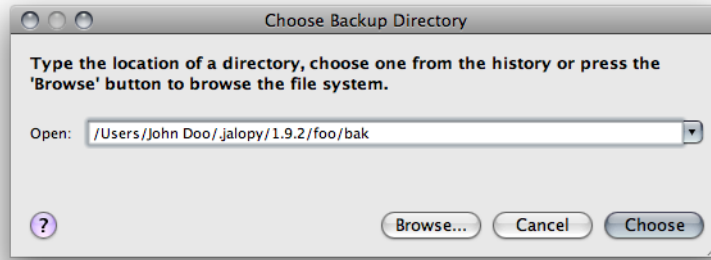 Choose Backup Directory
Type the location of a directory, choose one from the history or press the
'Browse' button to browse the file system.
Open: /Users/John Doo/.jalopy/1.9.2/foo/bak
? Browse... Cancel Choose